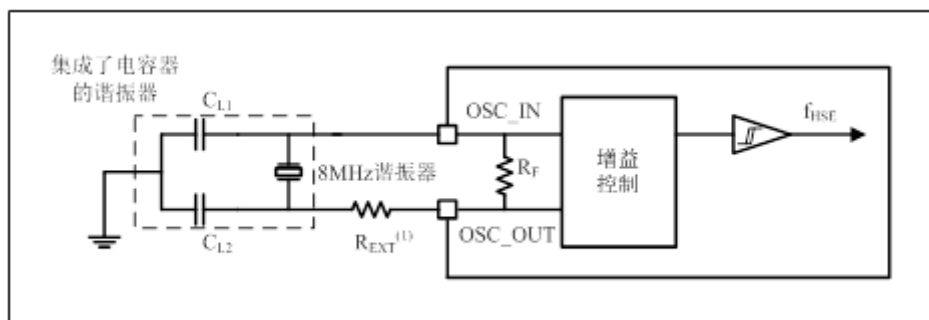 集成了电容器
的谐振器
CL1
OSC_IN
fHSE
8MHz谐振器
RF
增益
控制
CL2
REXT(1)
OSC_OUT